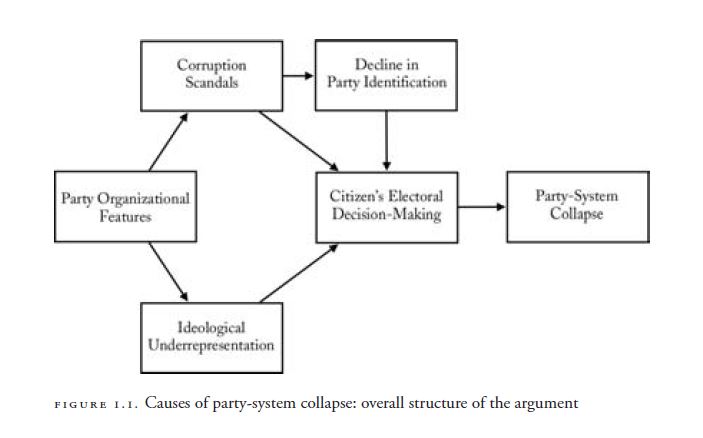 Corruption
Scandals
Decline in
Party Identification
Party Organizational
Features
Citizen's Electoral
Decision-Making
Party-System
Collapse
Ideological
Underrepresentation
FIGURE 1.1. Causes of party-system collapse: overall structure of the argument